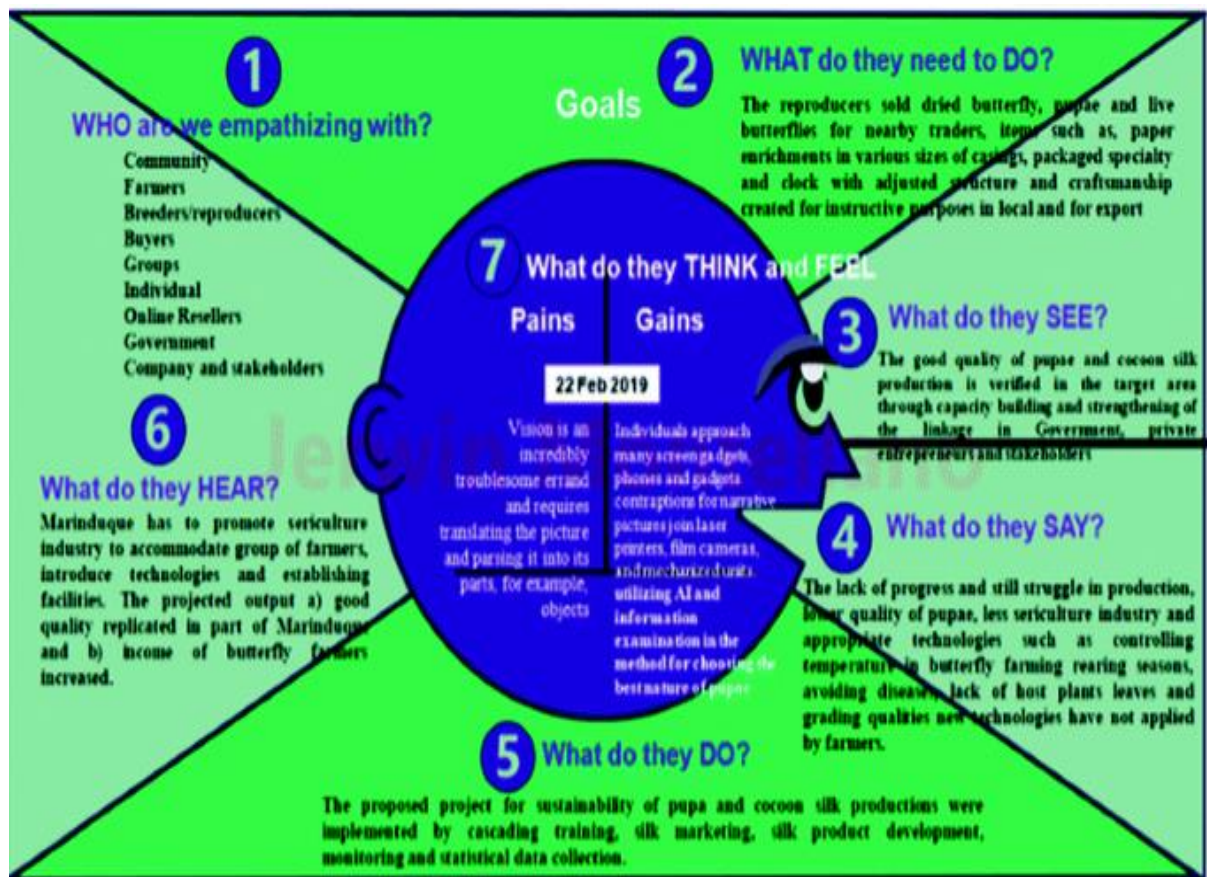 1
WHO are we empathizing with?
Community
Farmers
Breeders/reproducers
Buyers
Groups
Individual
Online Resellers
Government
Company and stakeholders
Goals
2
WHAT do they need to DO?
The reproducers sold dried butterfly, pupae and live
butterflies for nearby traders, items such as, paper
enrichments in various sizes of casings, packaged specialty
and clock with adjusted structure and craftsmanship
created for instructive purposes in local and for export
3
What do they SEE?
The good quality of pupae and cocoon silk
production is verified in the target area
through capacity building and strengthening of
the linkage in Government, private
entrepreneurs and stakeholders
4
What do they SAY?
The lack of progress and still struggle in production,
lower quality of pupae, less sericulture industry and
appropriate technologies such as controlling
temperature in butterfly farming rearing seasons,
avoiding disease, lack of host plants leaves and
grading qualities new technologies have not applied
by farmers.
5
What do they DO?
The proposed project for sustainability of pupa and cocoon silk productions were
implemented by cascading training, silk marketing, silk product development,
monitoring and statistical data collection.
6
What do they HEAR?
Marinduque has to promote sericulture
industry to accommodate group of farmers,
introduce technologies and establishing
facilities. The projected output a) good
quality replicated in part of Marinduque
and b) income of butterfly farmers
increased.
7
What do they THINK and FEEL
Pains
Gains
22 Feb 2019
Vision is an
incredibly
troublesome errand
and requires
translating the picture
and parsing it into its
parts, for example,
objects
Individuals approach
many screen gadgets,
phones and gadgets
contraptions for narrative
pictures join laser
printers, film cameras,
and mechanized units.
utilizing AI and
information
examination in the
method for choosing the
best nature of pupae